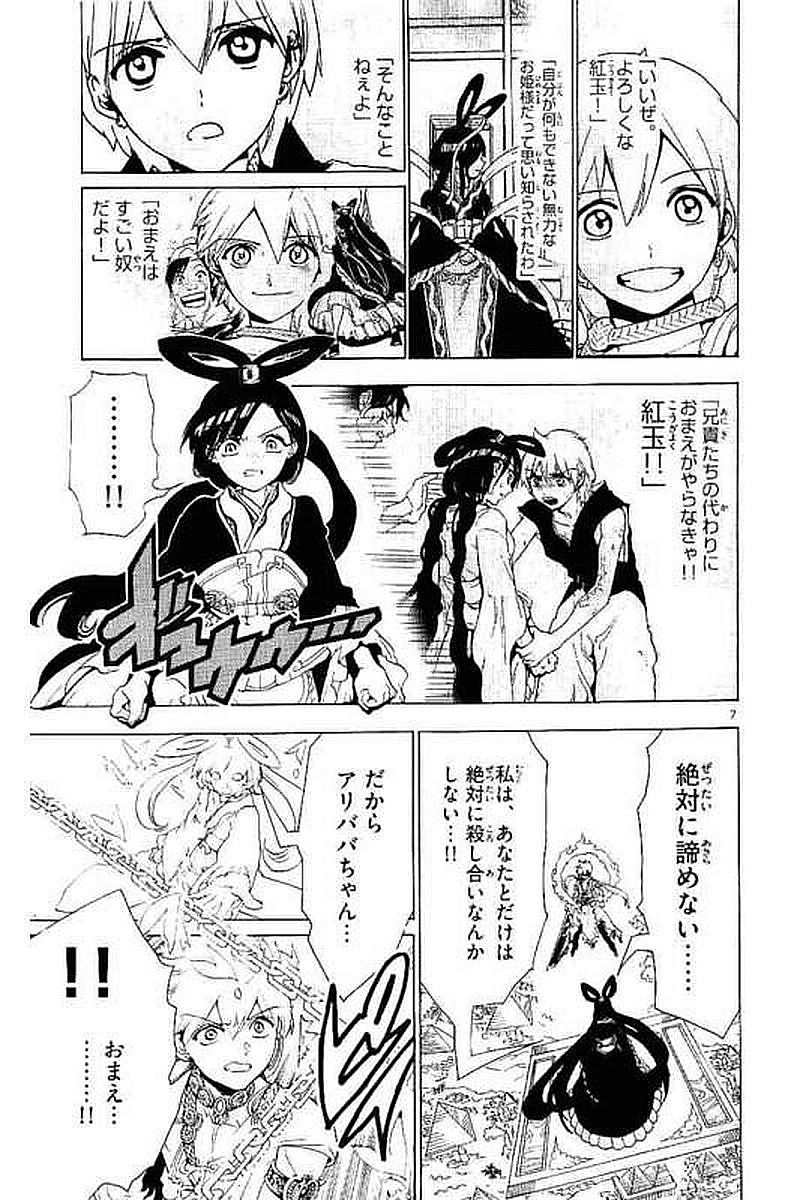 「いいぜ。
よろしくな
紅玉！」
「自分が何もできない無力な
お姫様だって思い知らされたわ」
「そんなこと
ねぇよ」
「おまえは
すごい奴
だよ！」
「兄貴たちの代わりに
おまえがやらなきゃ!!
紅玉!!」
………!!
7
絶対に諦めない……
私は、あなたとだけは
絶対に殺し合いなんか
しない…!!
だから
アリババちゃん…
!!
おまえ…
………!!